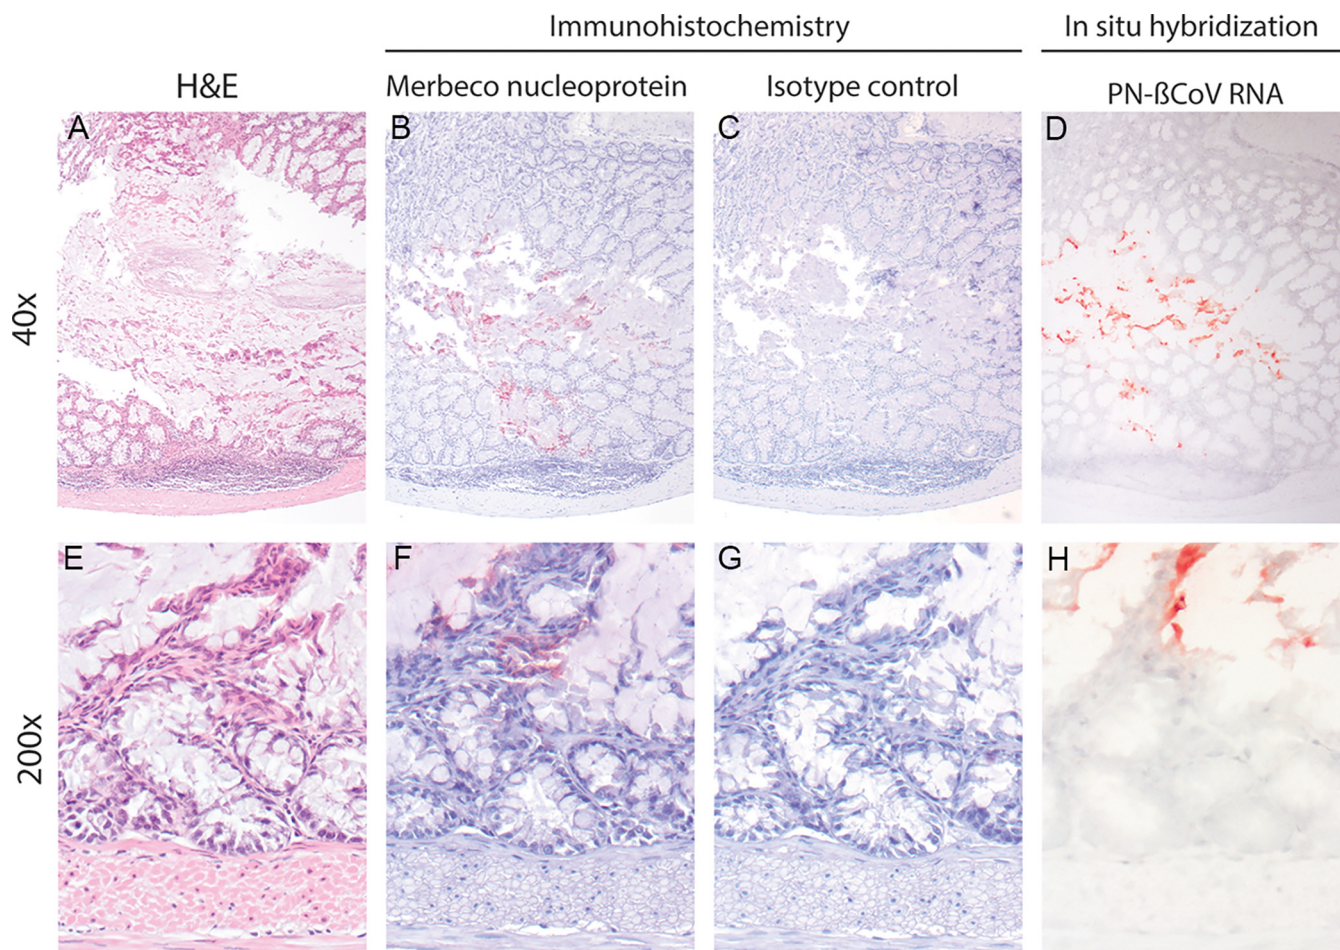 Immunohistochemistry
In situ hybridization
H&E
Merbeco nucleoprotein
Isotype control
PN-ßCoV RNA
A
B
C
D
40x
E
F
G
H
200x